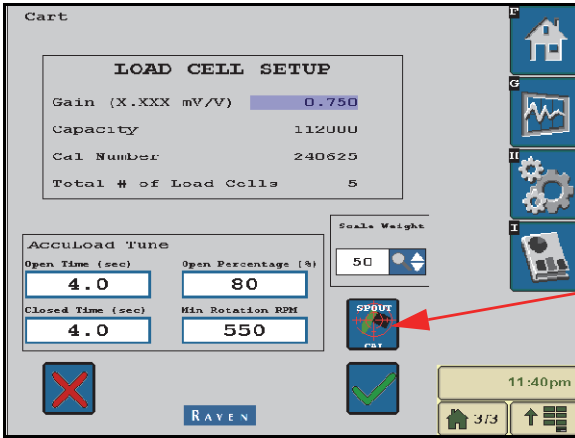 Cart
F
LOAD CELL SETUP
Gain (X.XXX mV/V) 0.750
Capacity 112000
Cal Number 240625
Total # of Load Cells 5
G
H
I
Scale Weight
50
AccuLoad Tune
Open Time (sec) Open Percentage (%)
4.0 80
Closed Time (sec) Min Rotation RPM
4.0 550
SPOUT
CAL
RAVEN
11:40pm
3/3